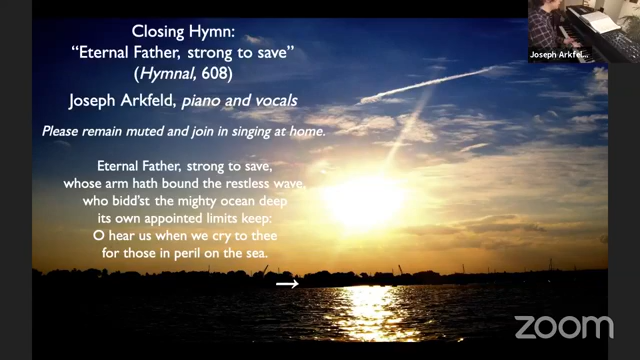 Closing Hymn:
“Eternal Father, strong to save”
(Hymnal, 608)
Joseph Arkfeld, piano and vocals
Please remain muted and join in singing at home.
Eternal Father, strong to save,
whose arm hath bound the restless wave,
who bidd’st the mighty ocean deep
its own appointed limits keep:
O hear us when we cry to thee
for those in peril on the sea.
→
Joseph Arkfel...
zoom